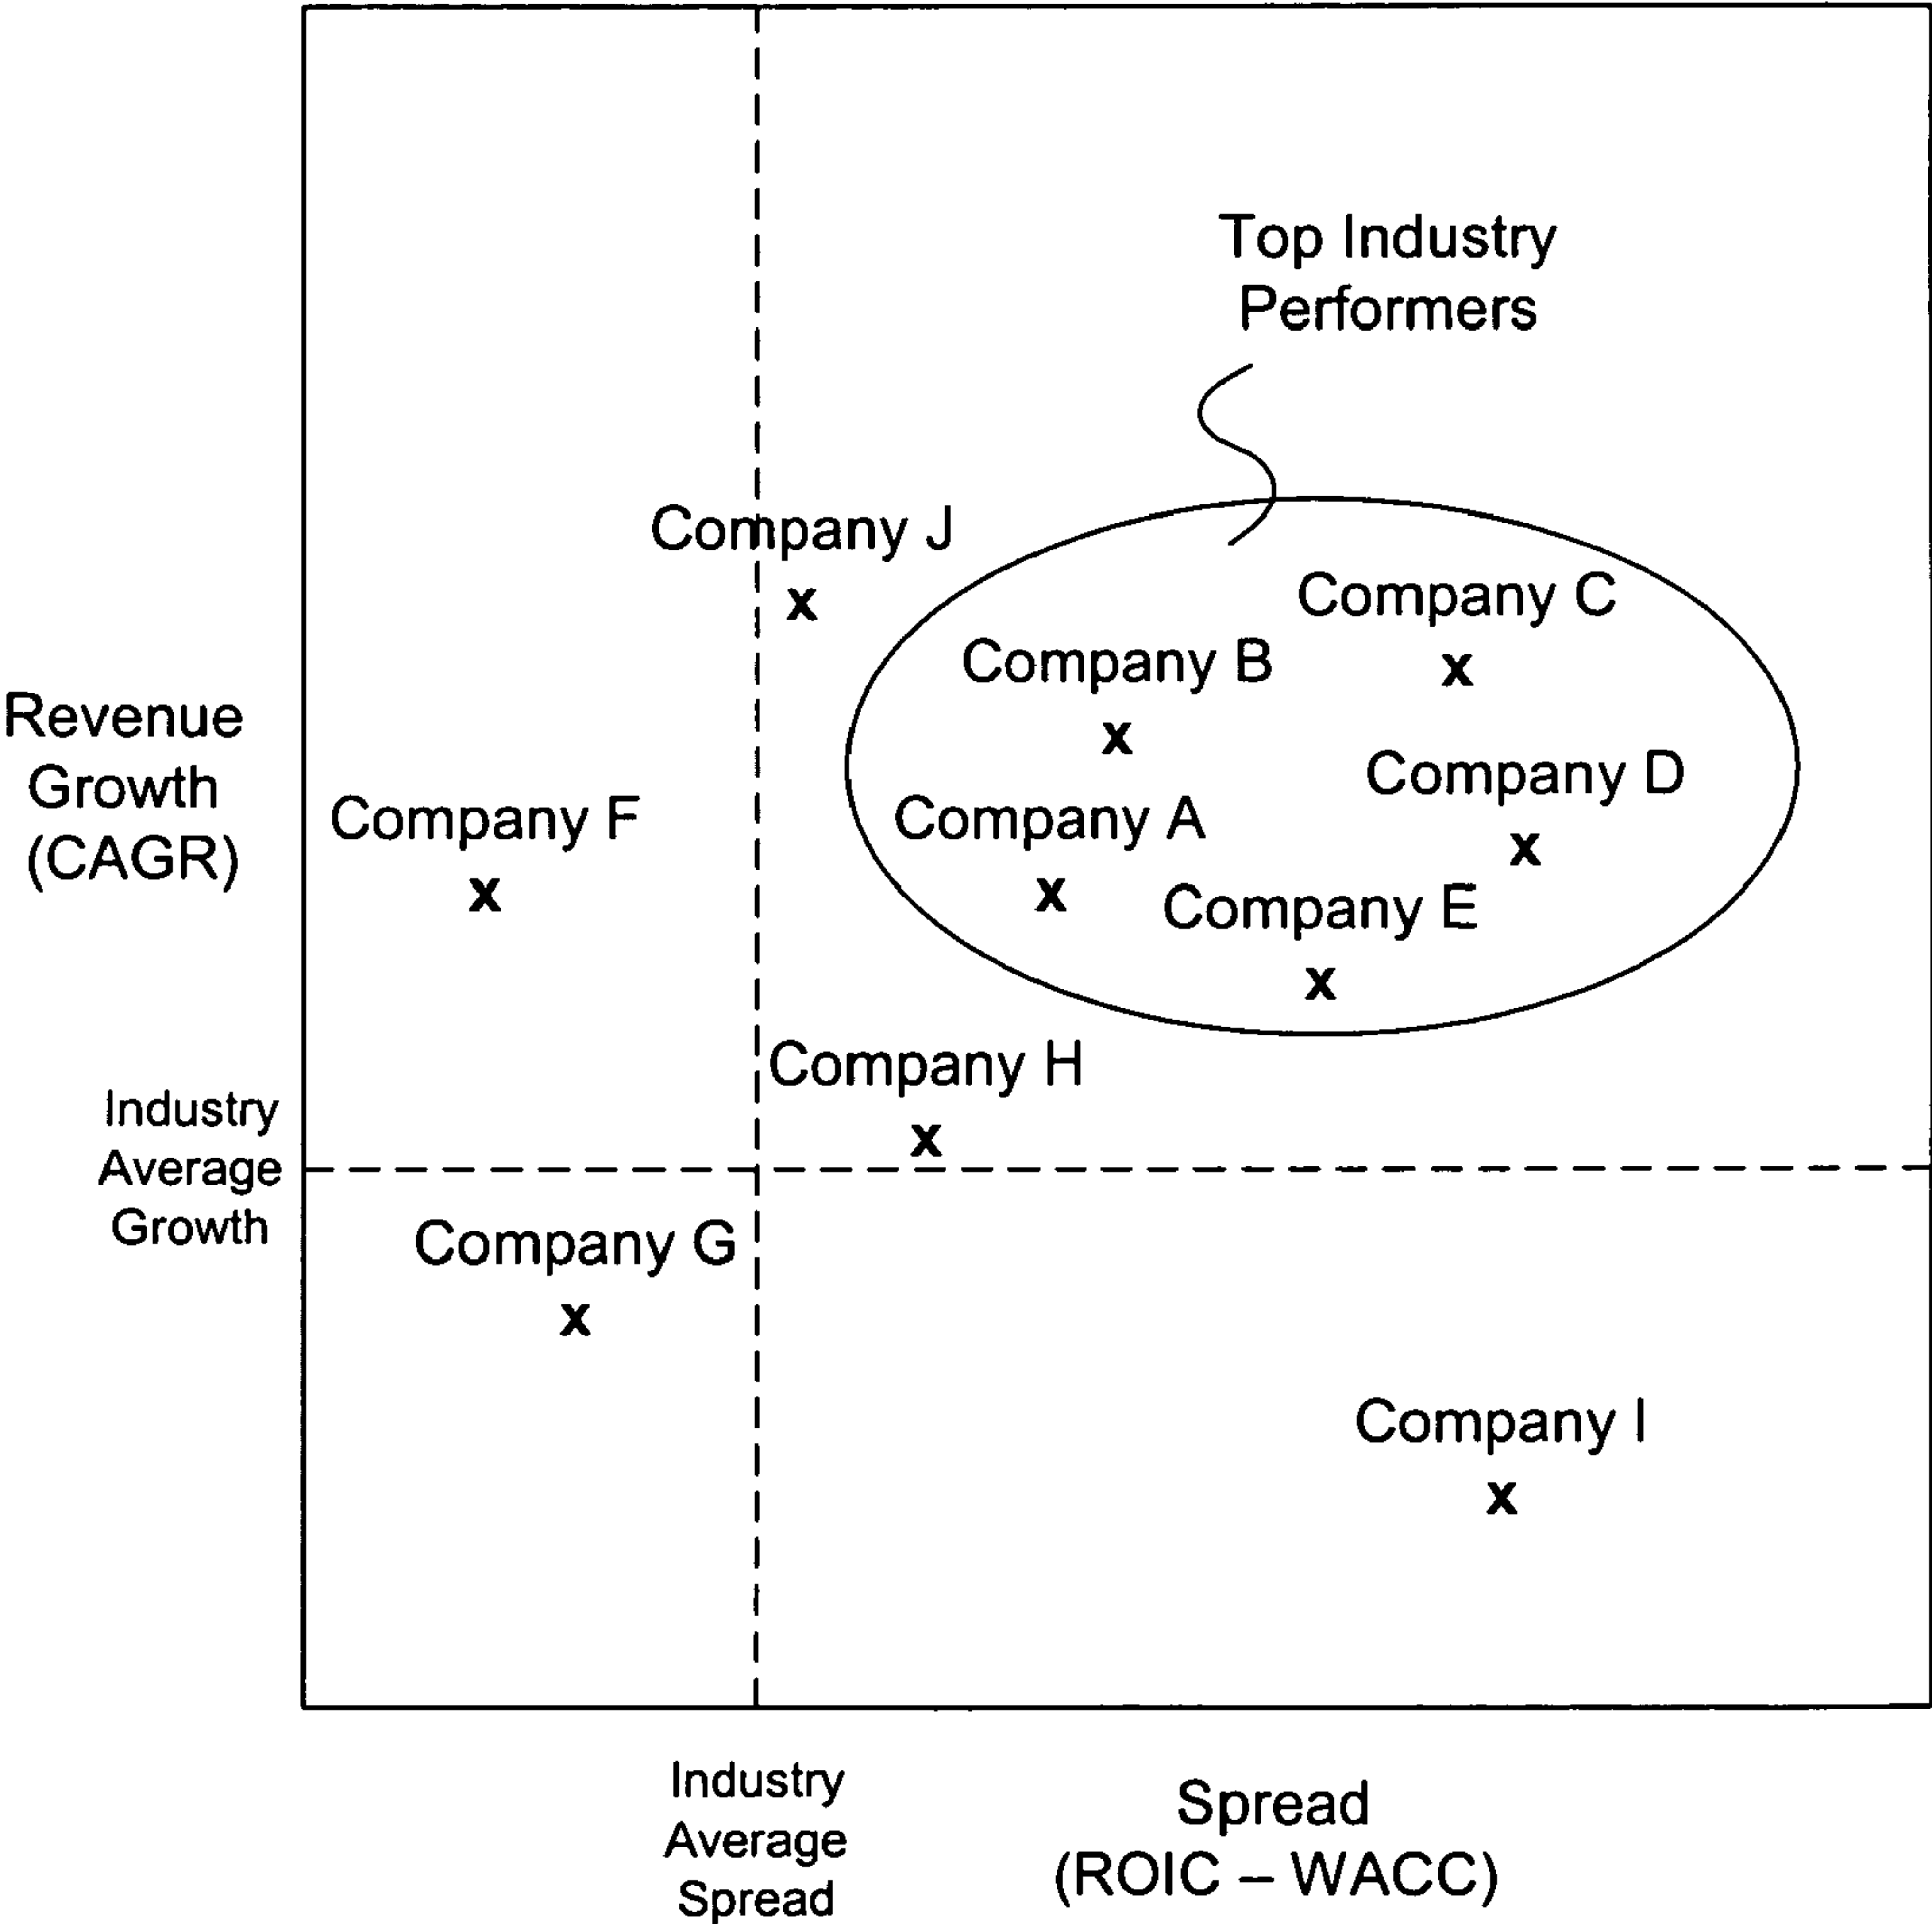 Top Industry
Performers
Company J
x
Company C
x
Company B
x
Revenue
Growth
(CAGR)
Company D
x
Company F
x
Company A
x
Company E
x
Company H
x
Industry
Average
Growth
Company G
x
Company I
x
Industry
Average
Spread
Spread
(ROIC – WACC)